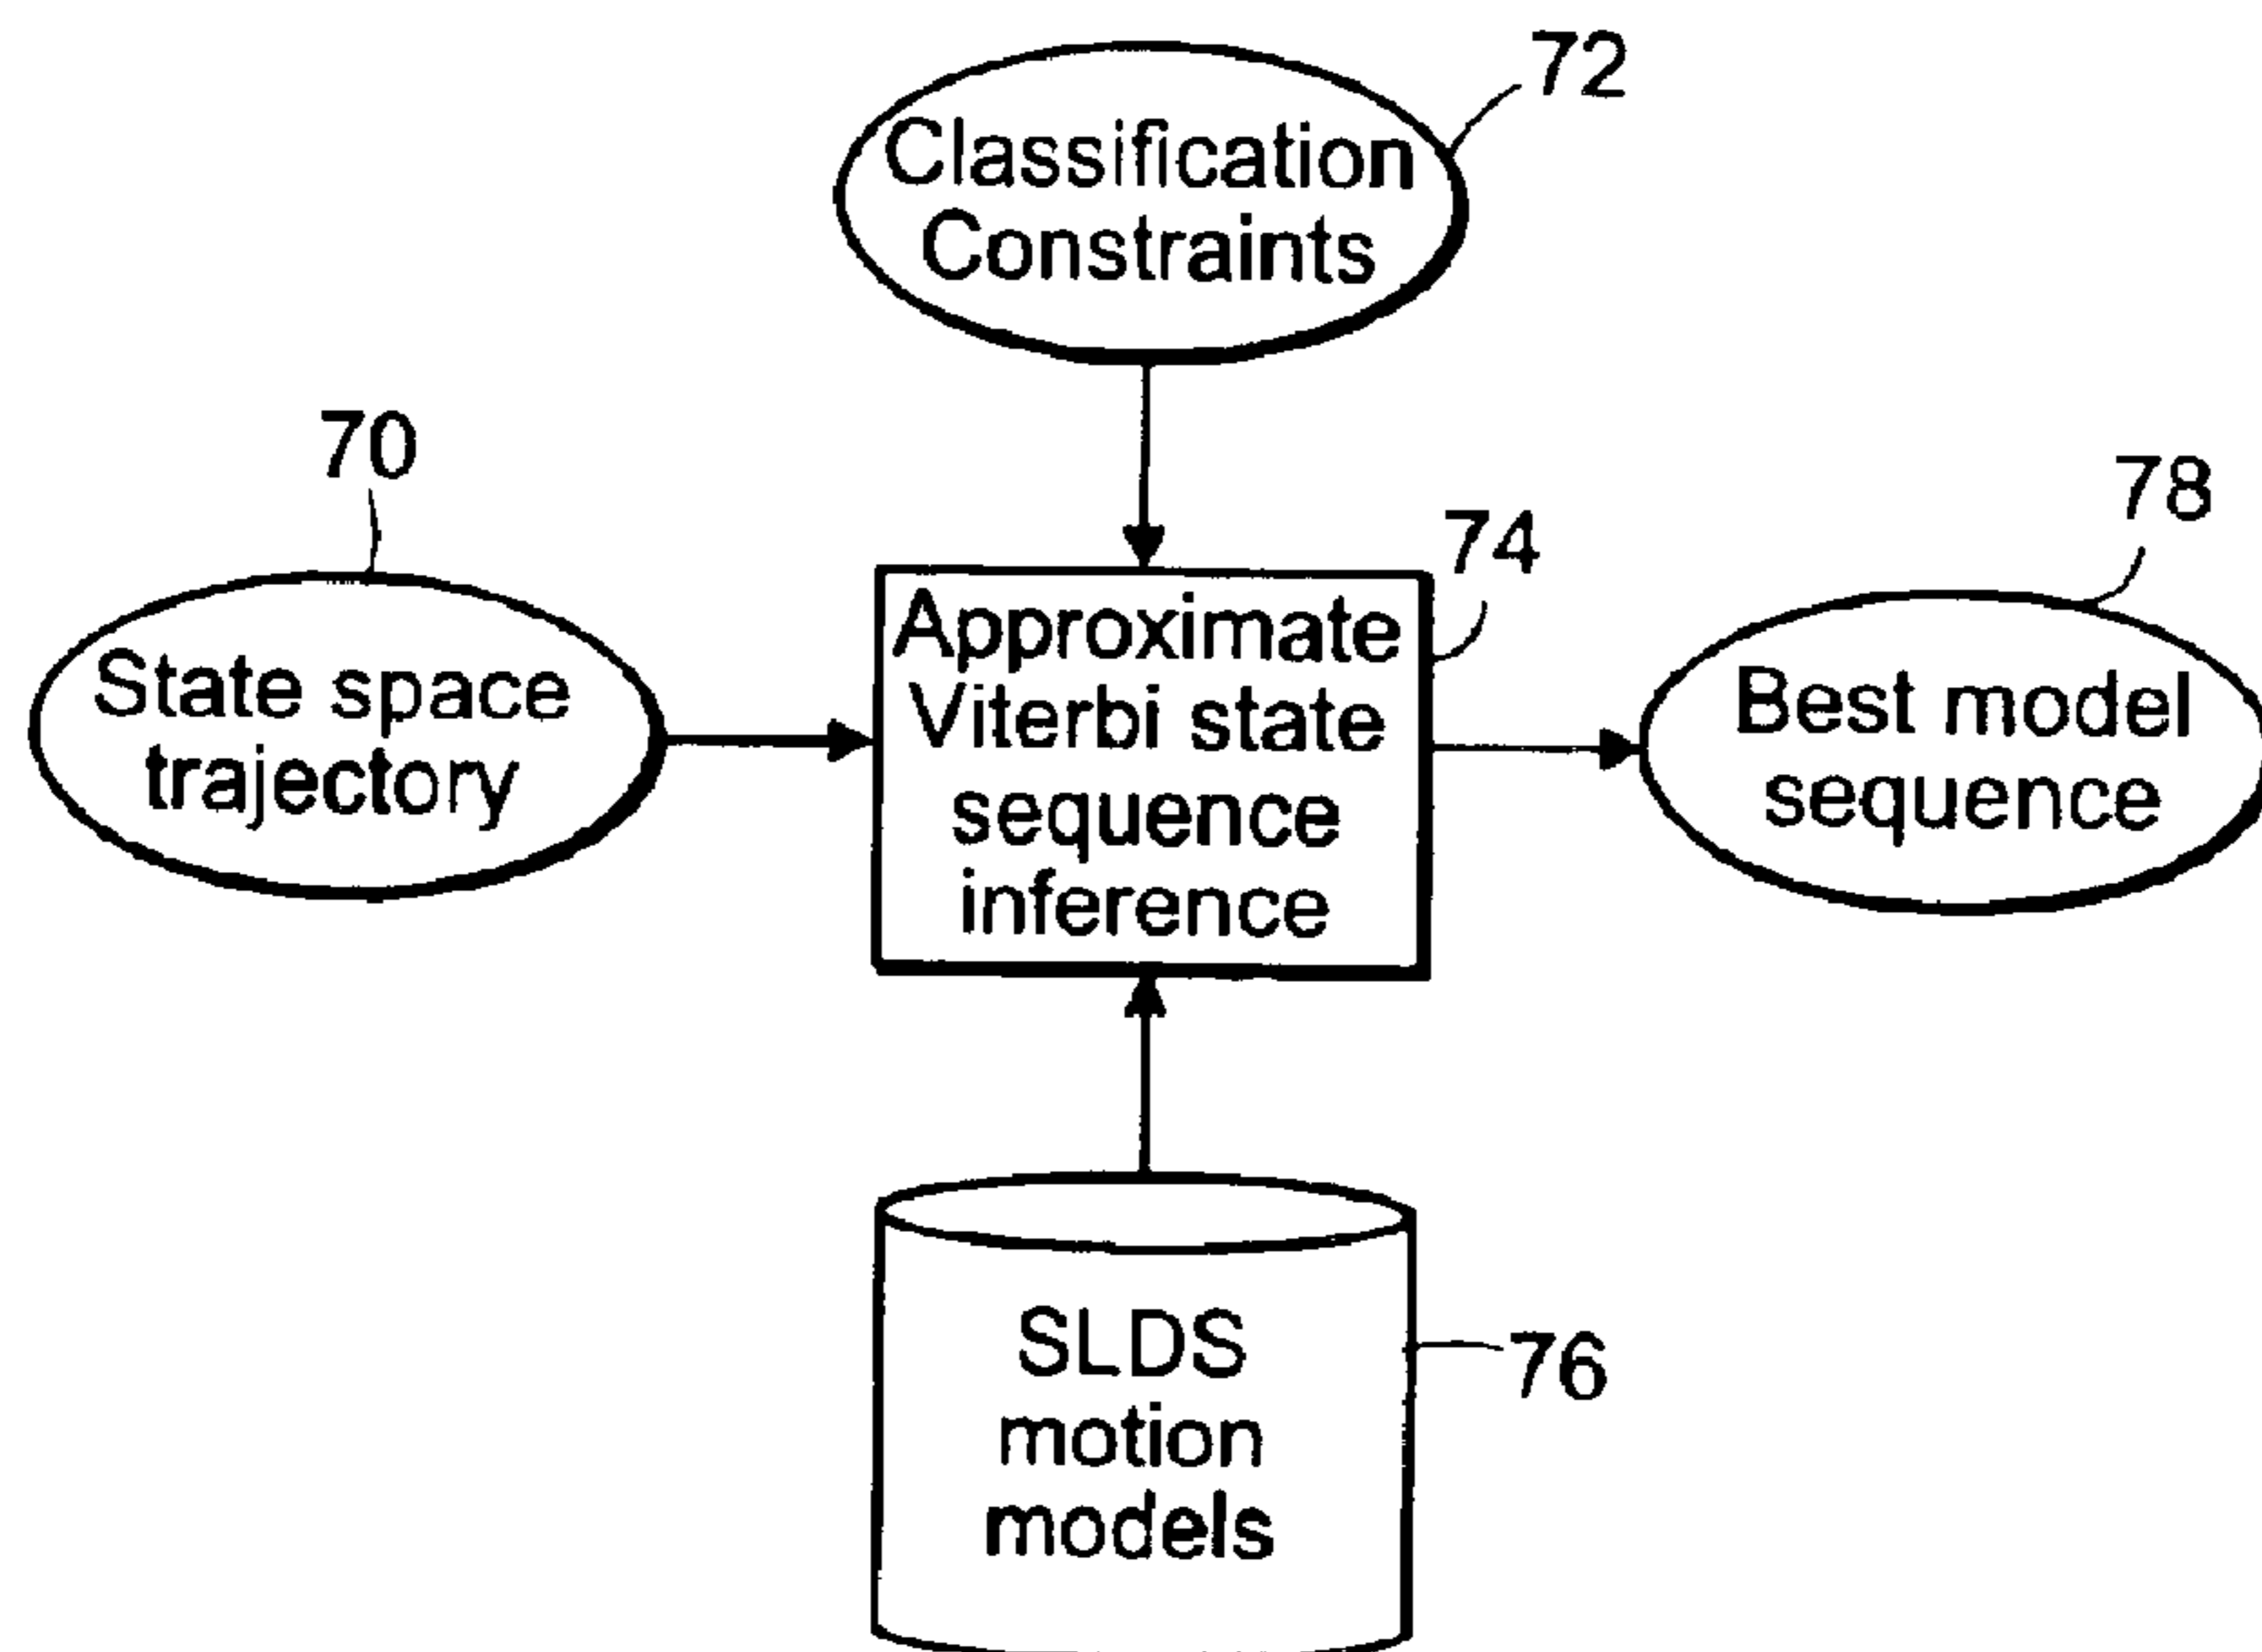 72
Classification
Constraints
70
State space
trajectory
74
Approximate
Viterbi state
sequence
inference
78
Best model
sequence
SLDS
motion
models
76